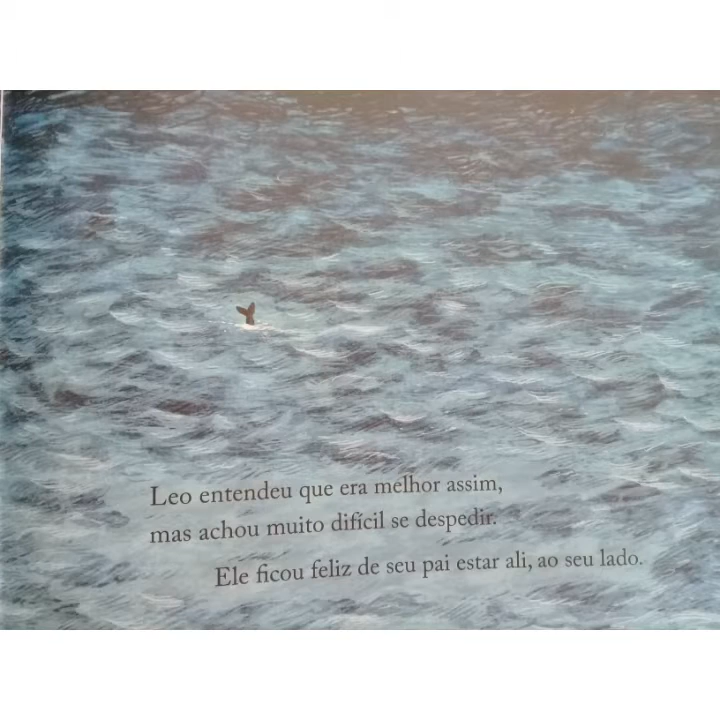 Leo entendeu que era melhor assim,
mas achou muito difícil se despedir.
Ele ficou feliz de seu pai estar ali, ao seu lado.